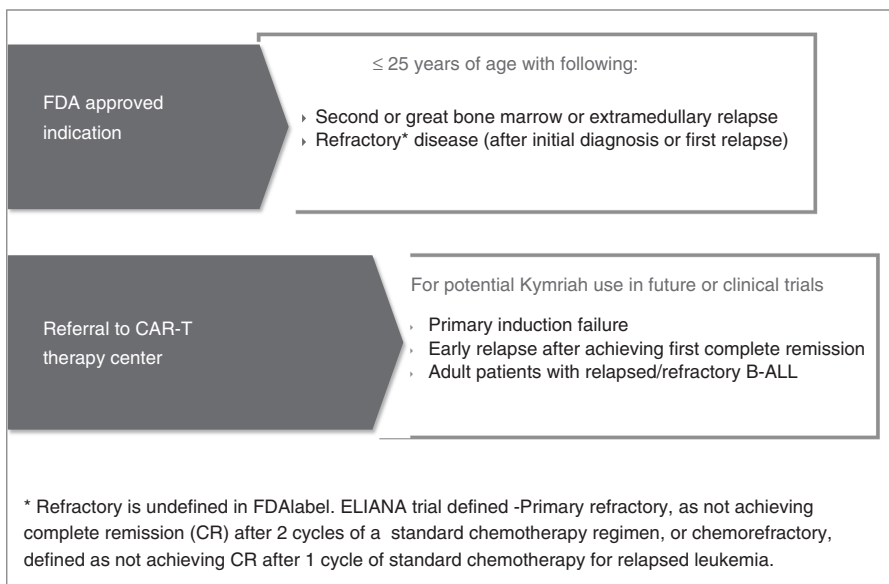 FDA approved
indication
≤ 25 years of age with following:
Second or great bone marrow or extramedullary relapse
Refractory* disease (after initial diagnosis or first relapse)
Referral to CAR-T
therapy center
For potential Kymriah use in future or clinical trials
Primary induction failure
Early relapse after achieving first complete remission
Adult patients with relapsed/refractory B-ALL
* Refractory is undefined in FDAlabel. ELIANA trial defined -Primary refractory, as not achieving
complete remission (CR) after 2 cycles of a standard chemotherapy regimen, or chemorefractory,
defined as not achieving CR after 1 cycle of standard chemotherapy for relapsed leukemia.